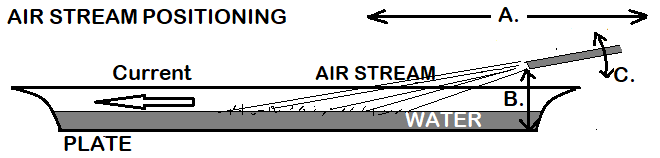 AIR STREAM POSITIONING
A.
Current
AIR STREAM
C.
B.
WATER
PLATE